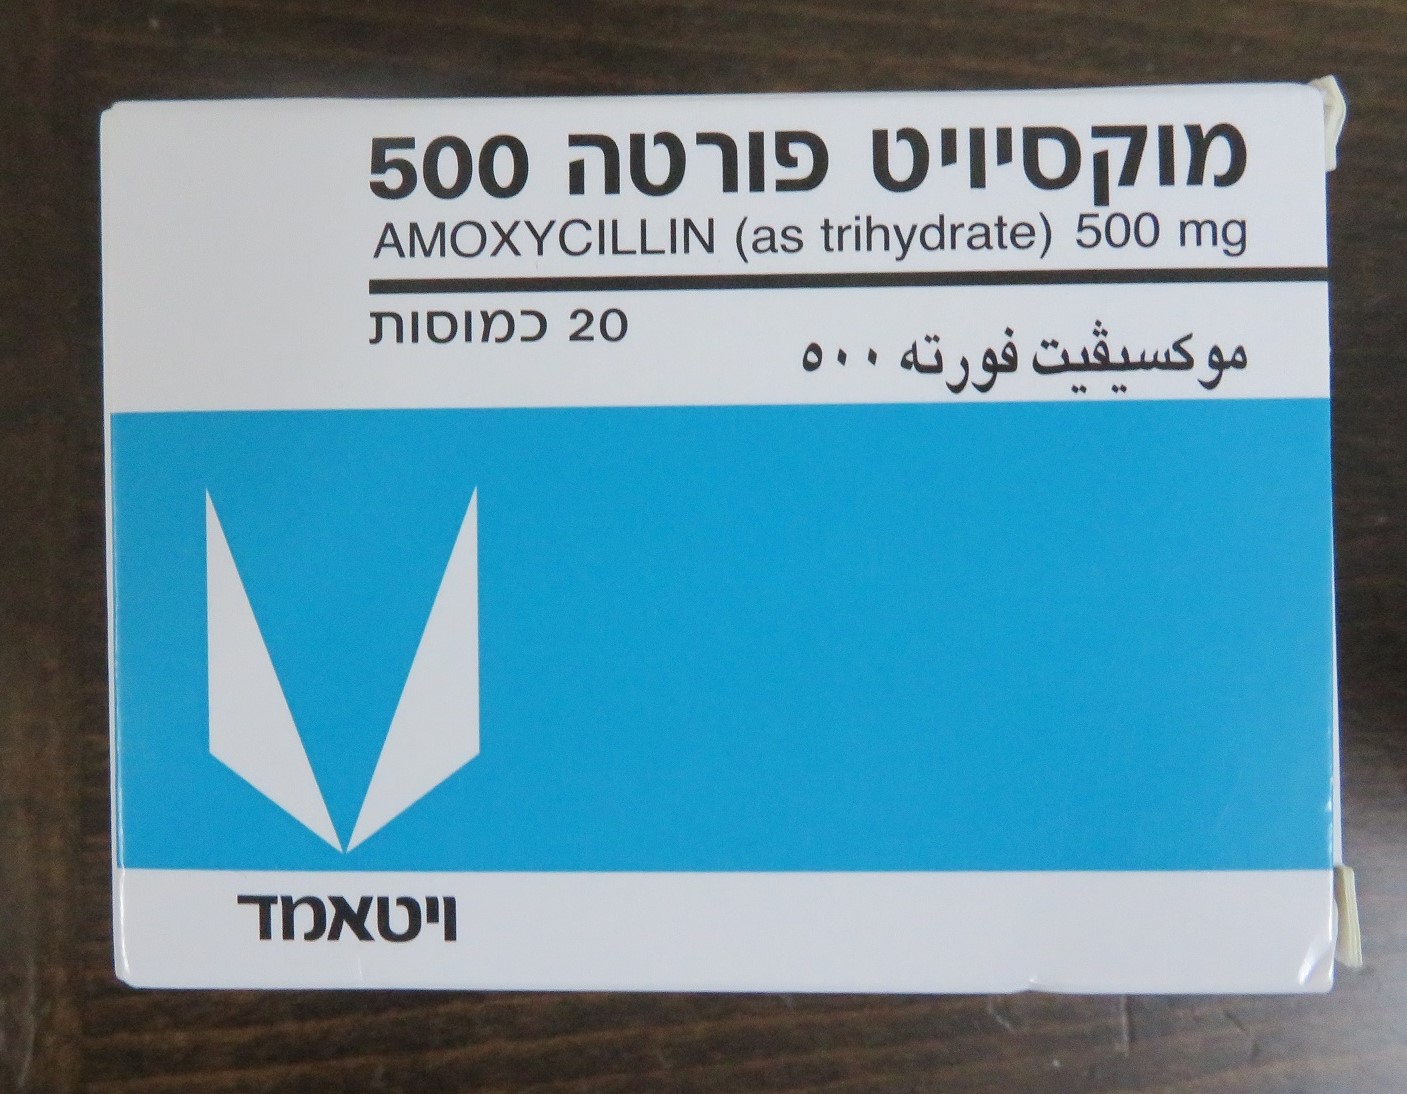 מוקסיויט פורטה 500
AMOXYCILLIN (as trihydrate) 500 mg
20 כמוסות
موكسيڤيت فورته ٥٠٠
ויטאמד